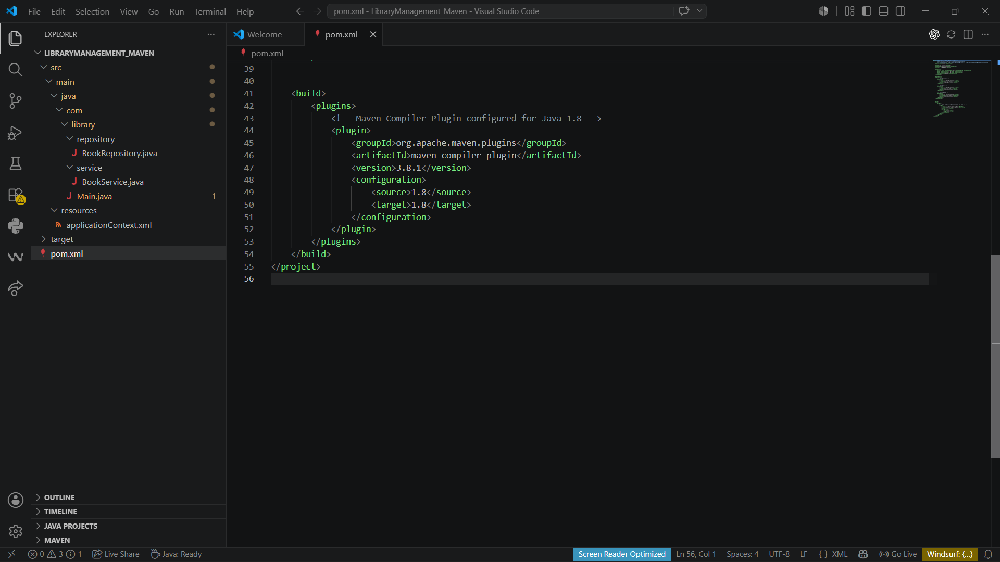 File Edit Selection View Go Run Terminal Help
pom.xml - LibraryManagement_Maven - Visual Studio Code
EXPLORER
LIBRARYMANAGEMENT_MAVEN
src
main
java
com
library
repository
BookRepository.java
service
BookService.java
Main.java 1
resources
applicationContext.xml
target
pom.xml
OUTLINE
TIMELINE
JAVA PROJECTS
MAVEN
Welcome
pom.xml
pom.xml
39
40
41 <build>
42 <plugins>
43 <!-- Maven Compiler Plugin configured for Java 1.8 -->
44 <plugin>
45 <groupId>org.apache.maven.plugins</groupId>
46 <artifactId>maven-compiler-plugin</artifactId>
47 <version>3.8.1</version>
48 <configuration>
49 <source>1.8</source>
50 <target>1.8</target>
51 </configuration>
52 </plugin>
53 </plugins>
54 </build>
55 </project>
56
0 3 1 Live Share Java: Ready Screen Reader Optimized Ln 56, Col 1 Spaces: 4 UTF-8 LF { } XML Go Live Windsurf: {...}